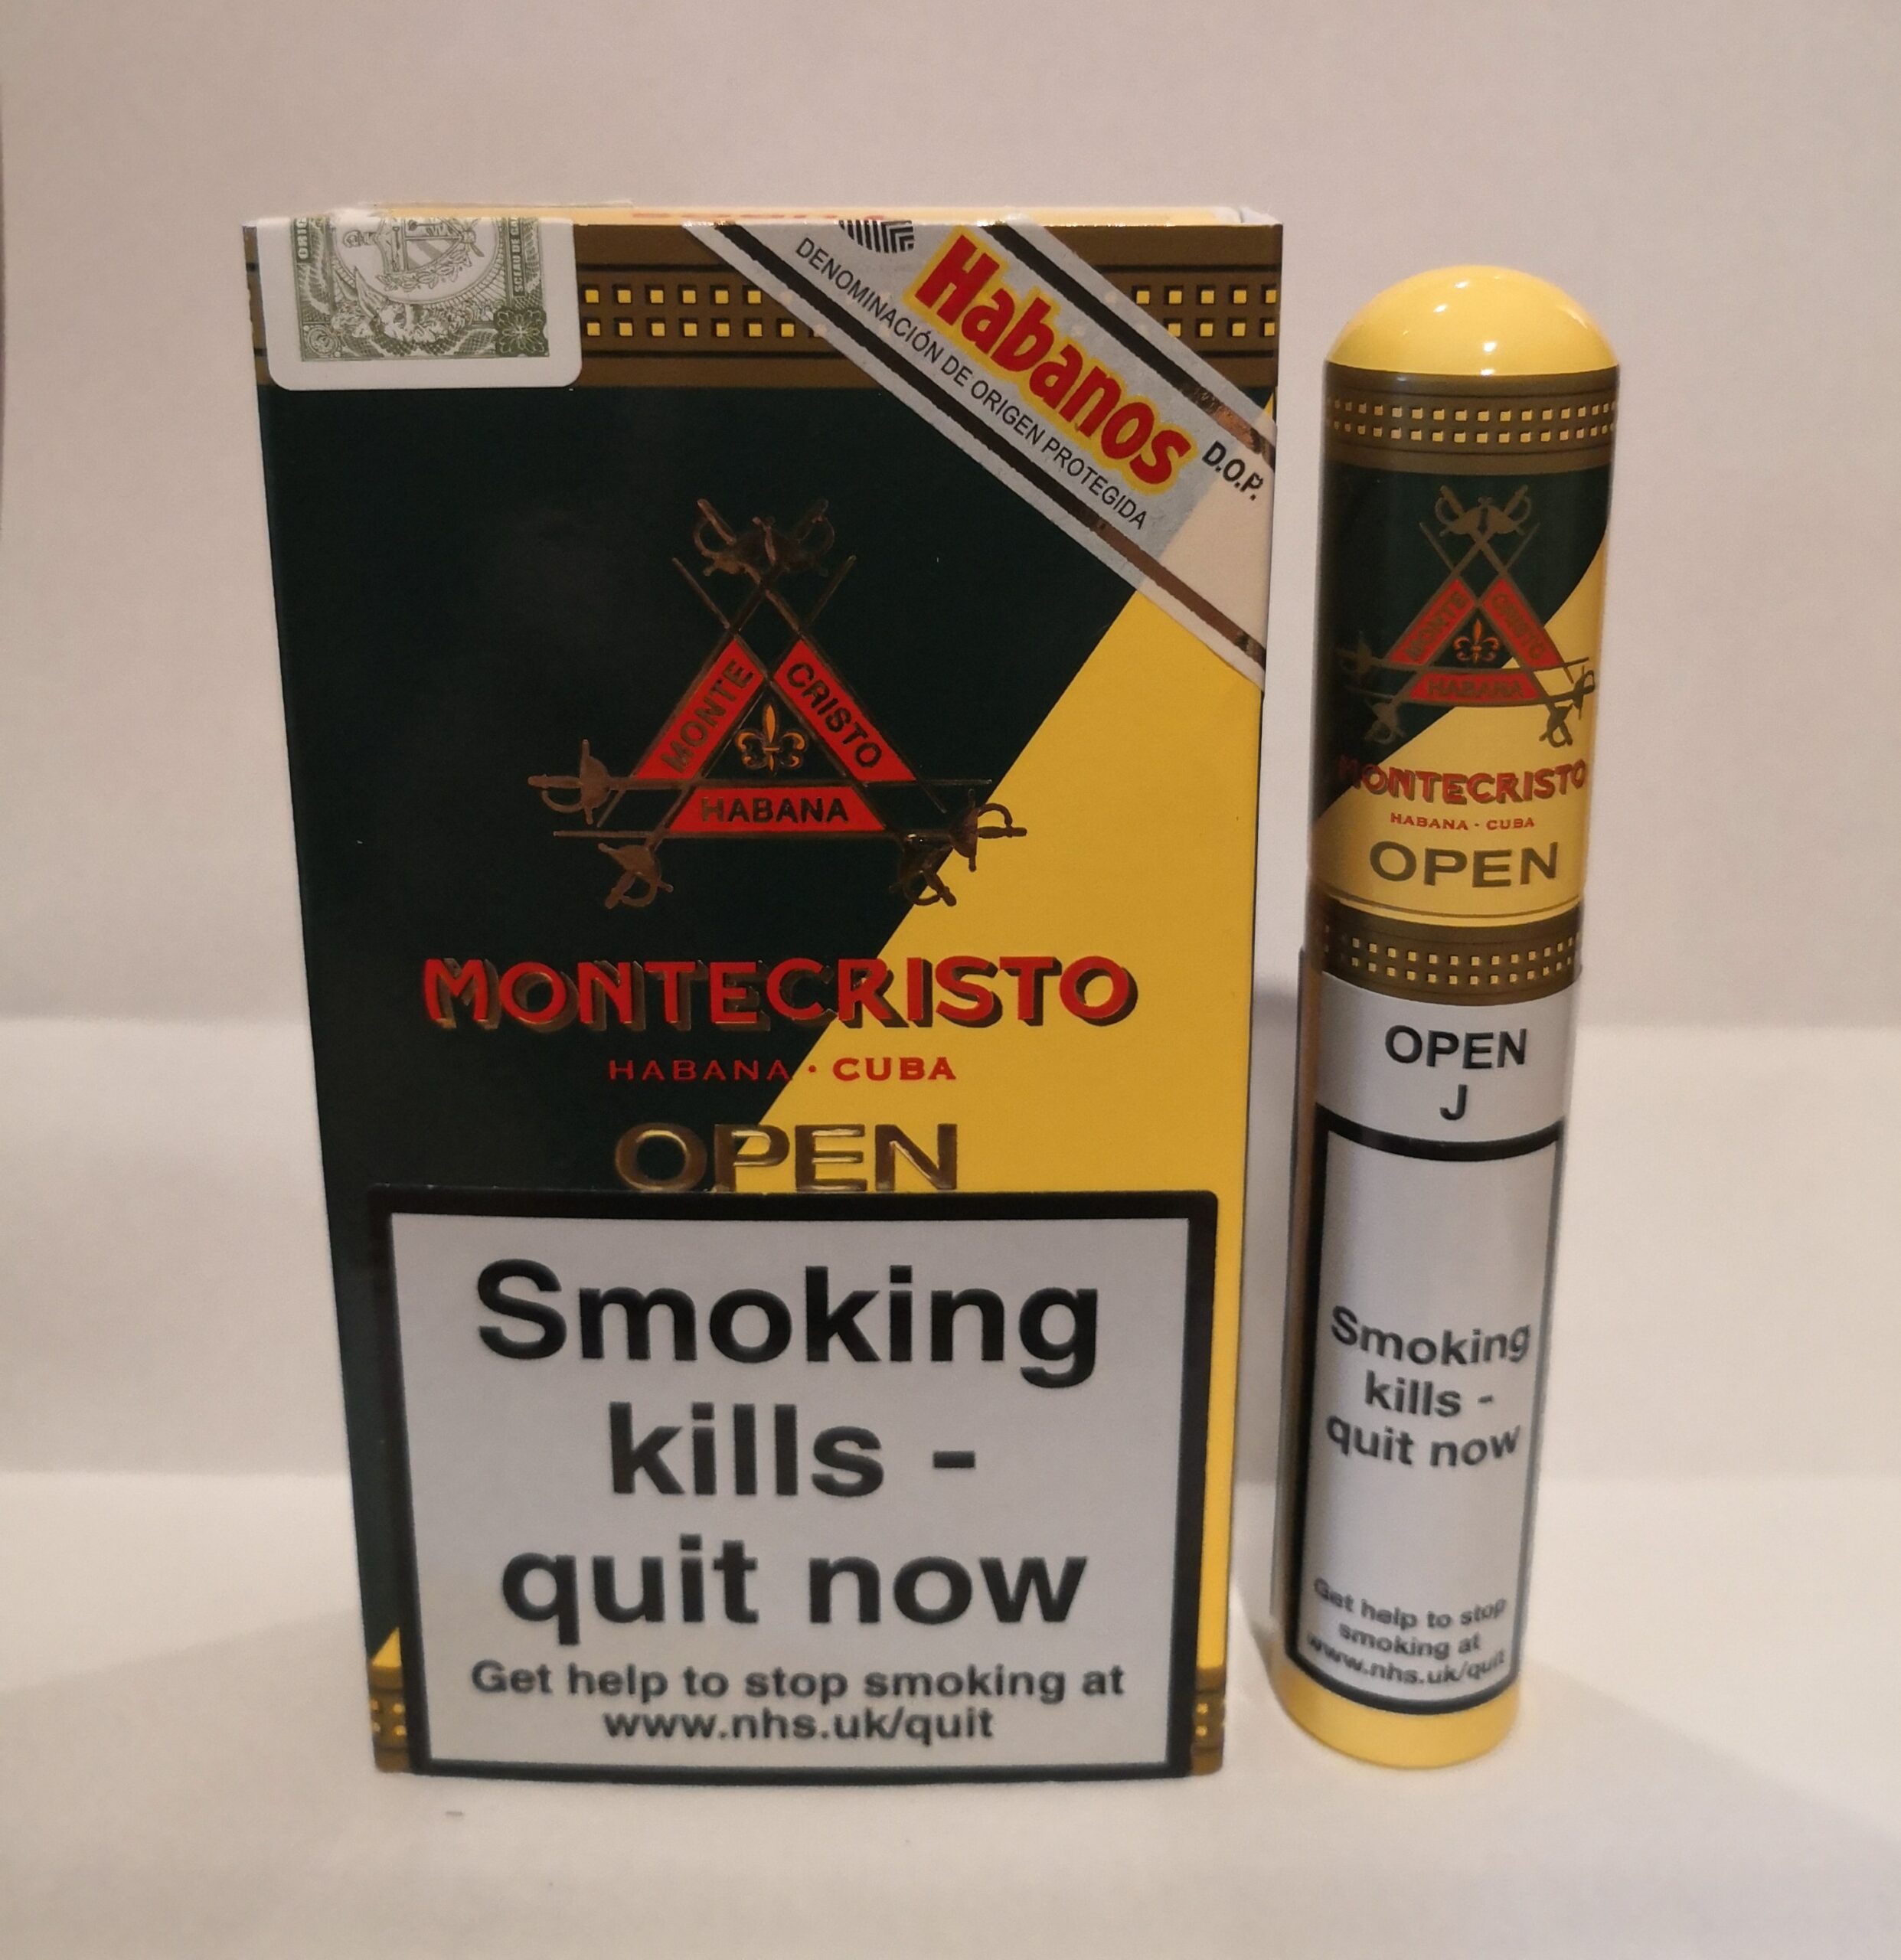 Habanos
DENOMINACIÓN DE ORIGEN PROTEGIDA
D.O.P.
MONTE
CRISTO
HABANA
MONTECRISTO
HABANA · CUBA
OPEN
Smoking
kills -
quit now
Get help to stop smoking at
www.nhs.uk/quit
MONTE
CRISTO
HABANA
MONTECRISTO
HABANA - CUBA
OPEN
OPEN
J
Smoking
kills -
quit now
Get help to stop
smoking at
www.nhs.uk/quit